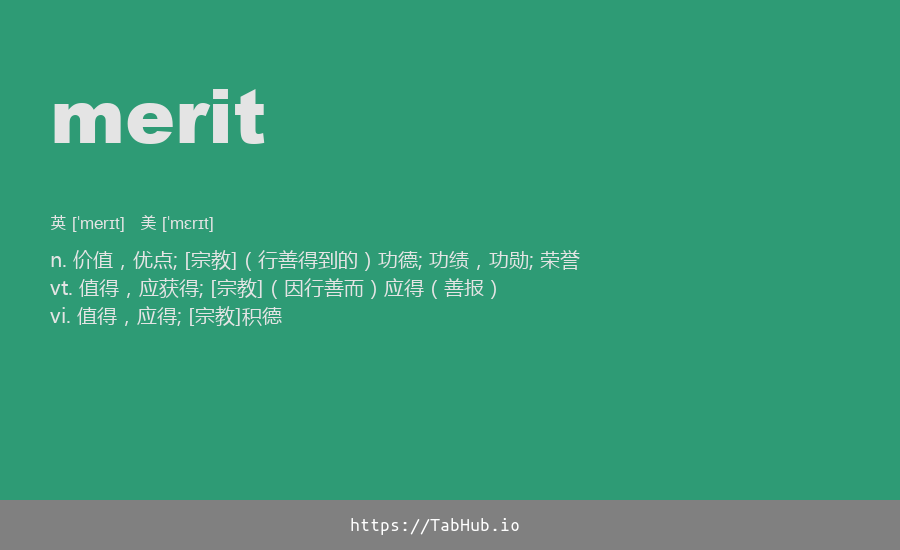 merit
英 [ˈmerɪt]   美 [ˈmɛrɪt]
n. 价值，优点; [宗教]（行善得到的）功德; 功绩，功勋; 荣誉
vt. 值得，应获得; [宗教]（因行善而）应得（善报）
vi. 值得，应得; [宗教]积德
https://TabHub.io